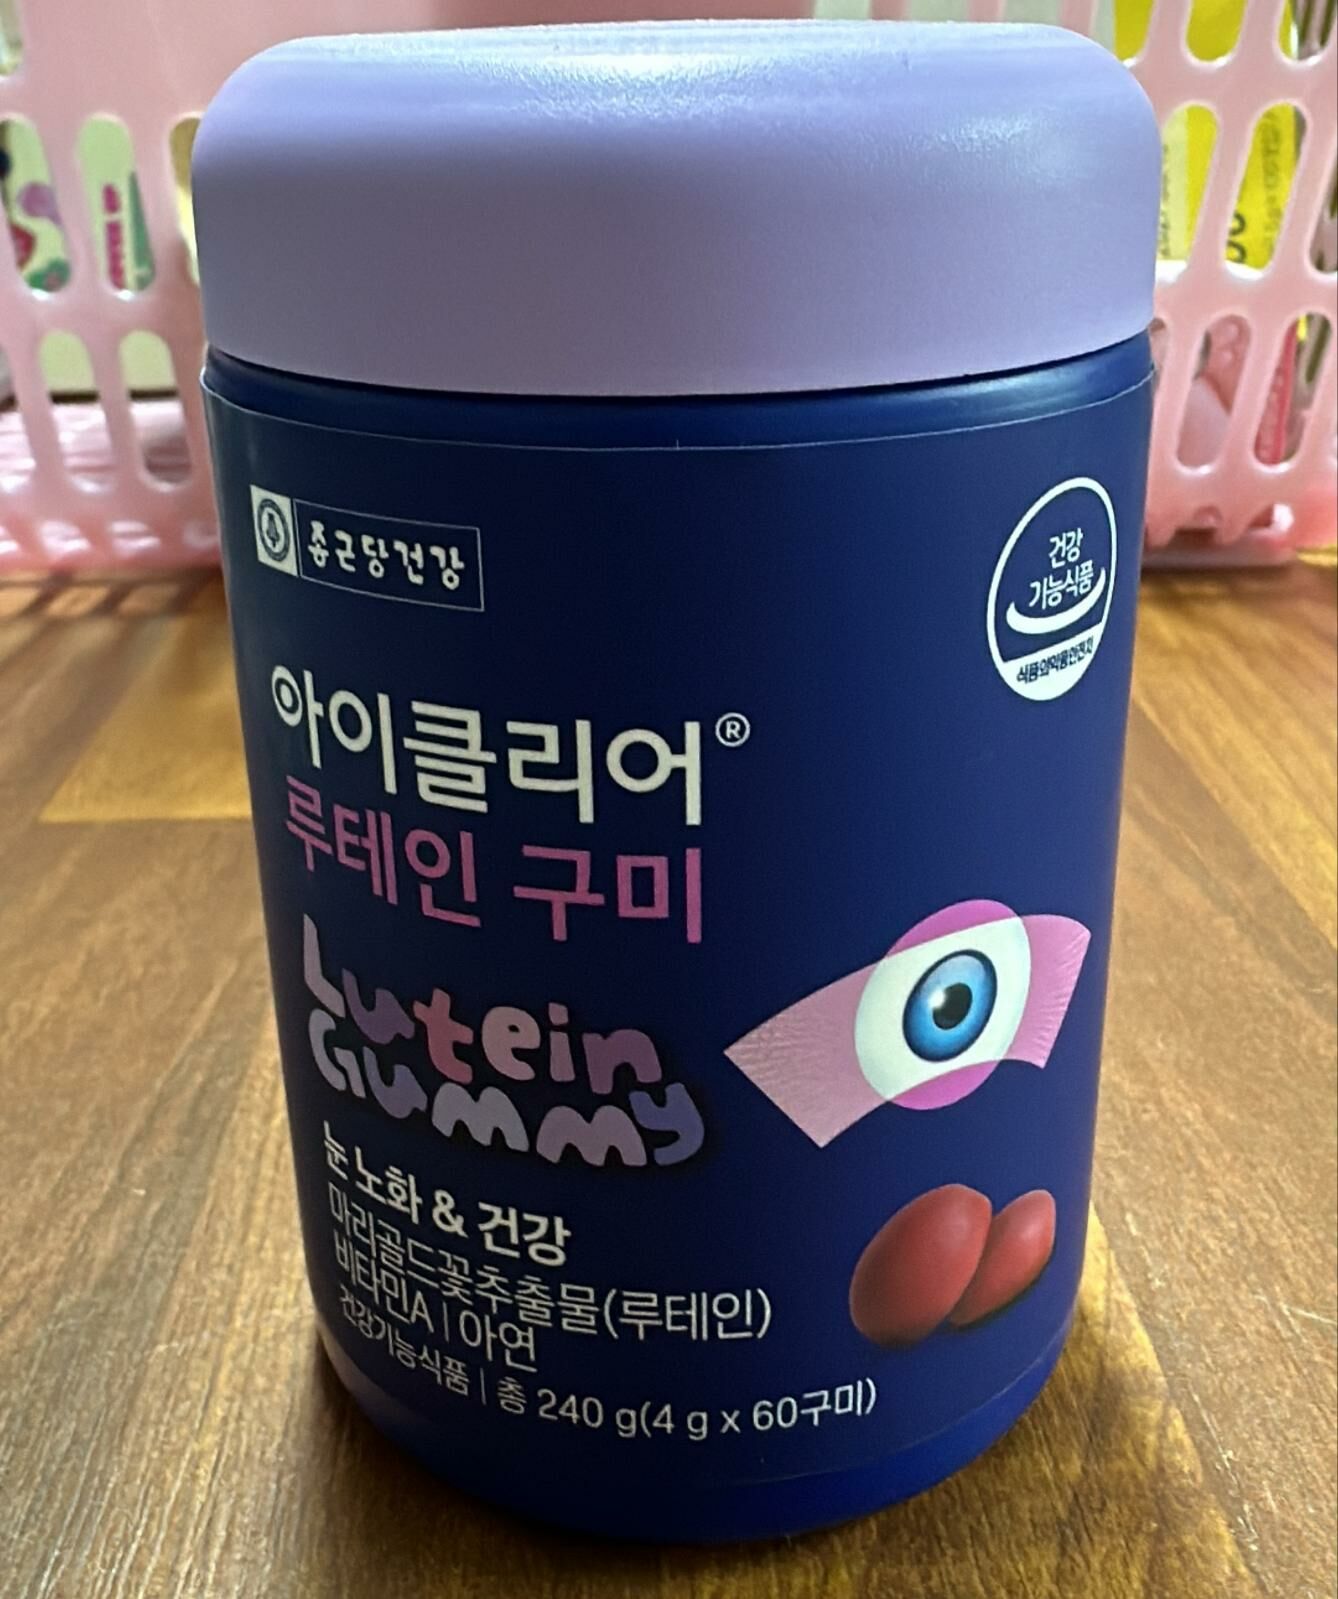 종근당건강
건강
기능식품
식품의약품안전처
아이클리어®
루테인 구미
Lutein
Gummy
눈 노화 & 건강
마리골드꽃추출물(루테인)
비타민A | 아연
건강기능식품 | 총 240 g(4 g x 60구미)